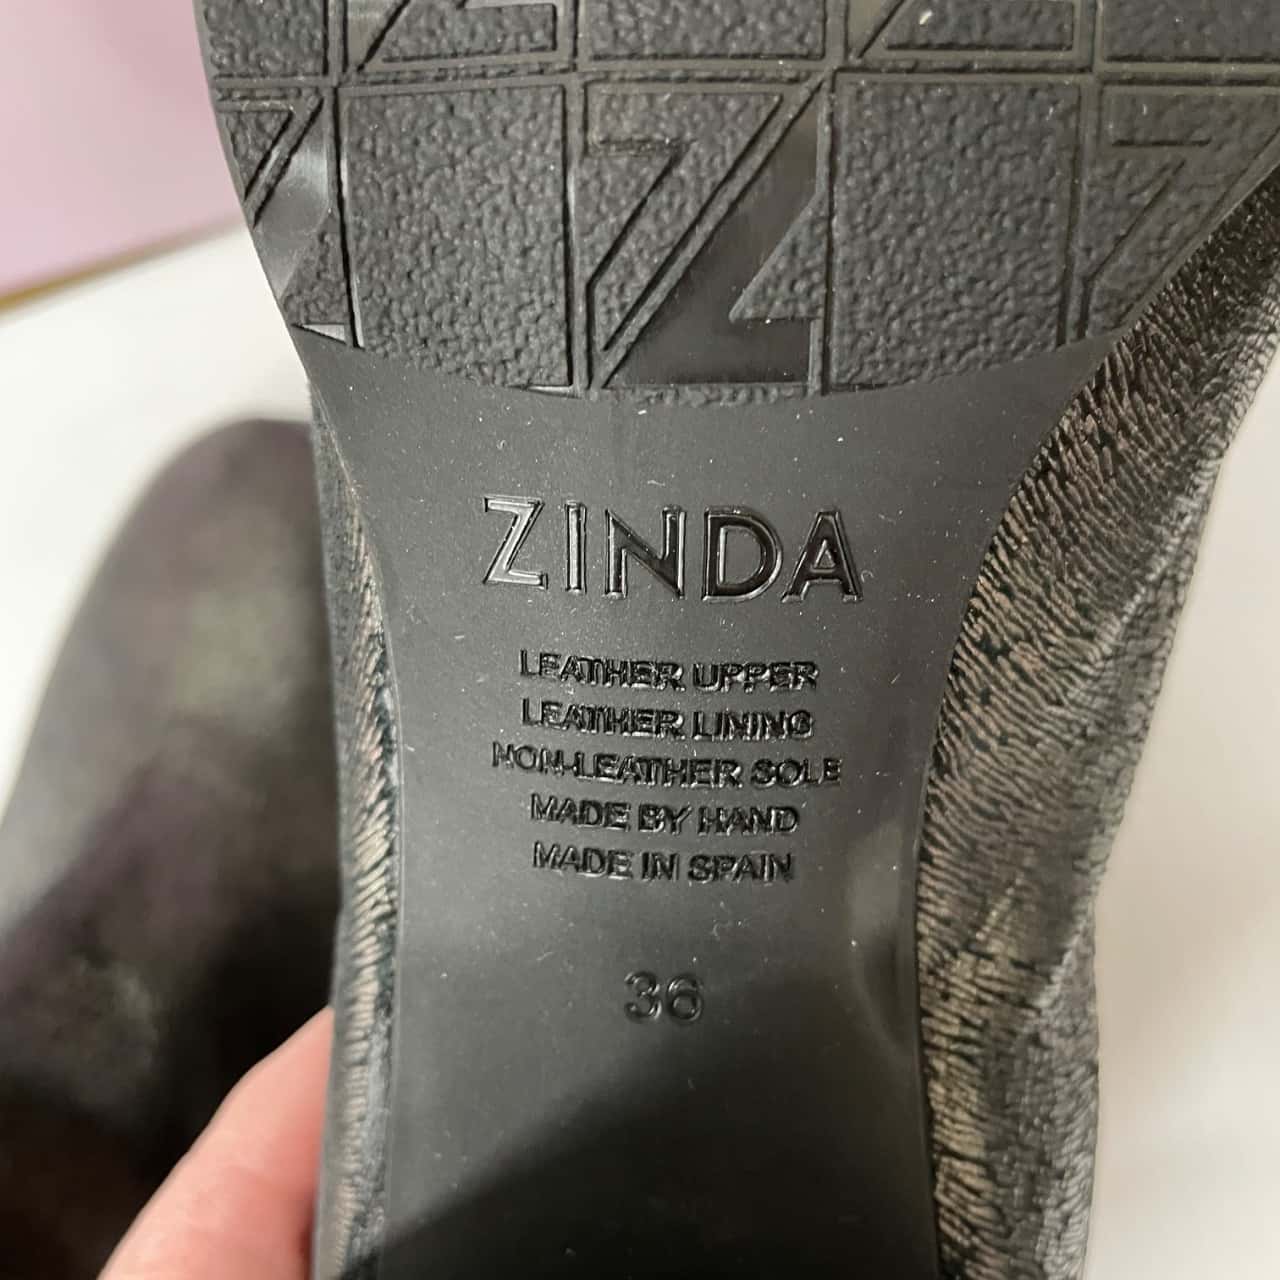 ZINDA
LEATHER UPPER
LEATHER LINING
NON-LEATHER SOLE
MADE BY HAND
MADE IN SPAIN
36